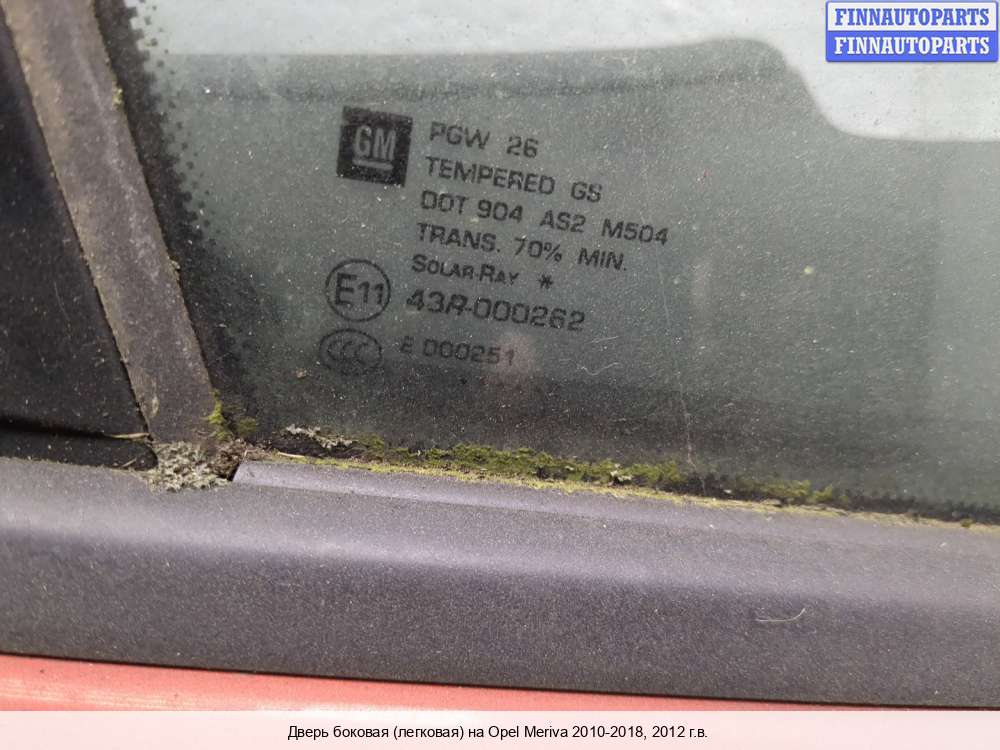 FINNAUTOPARTS
FINNAUTOPARTS
GM
PGW 26
TEMPERED GS
DOT 904 AS2 M504
TRANS. 70% MIN.
SOLAR-RAY *
E11 43R-000262
CCC E 000251
Дверь боковая (легковая) на Opel Meriva 2010-2018, 2012 г.в.